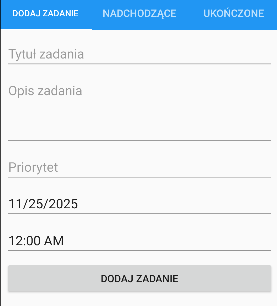 DODAJ ZADANIE NADCHODZĄCE UKOŃCZONE
Tytuł zadania
Opis zadania
Priorytet
11/25/2025
12:00 AM
DODAJ ZADANIE